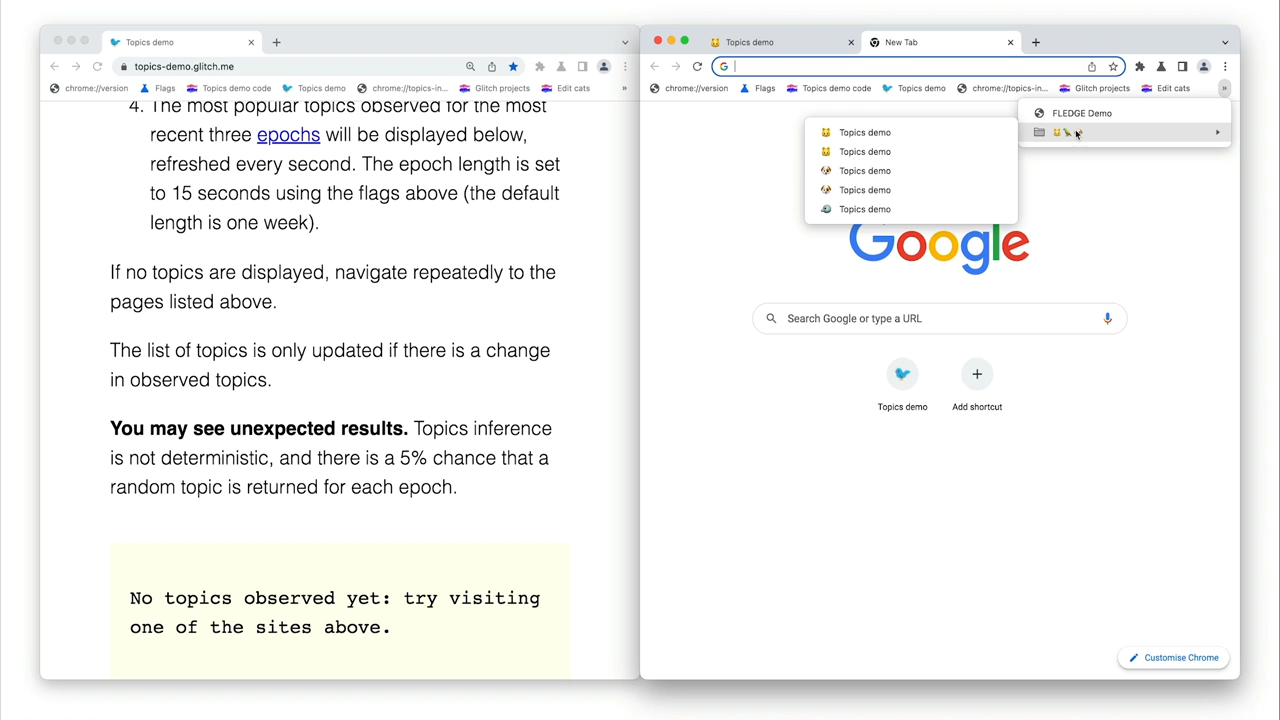 Topics demo
topics-demo.glitch.me
chrome://version
Flags
Topics demo code
Topics demo
chrome://topics-in...
Glitch projects
Edit cats
»
4. The most popular topics observed for the most
recent three epochs will be displayed below,
refreshed every second. The epoch length is set
to 15 seconds using the flags above (the default
length is one week).
If no topics are displayed, navigate repeatedly to the
pages listed above.
The list of topics is only updated if there is a change
in observed topics.
You may see unexpected results. Topics inference
is not deterministic, and there is a 5% chance that a
random topic is returned for each epoch.
No topics observed yet: try visiting
one of the sites above.
Topics demo
New Tab
chrome://version
Flags
Topics demo code
Topics demo
chrome://topics-in...
Glitch projects
Edit cats
»
FLEDGE Demo
Topics demo
Topics demo
Topics demo
Topics demo
Topics demo
Google
Search Google or type a URL
Topics demo
Add shortcut
Customise Chrome